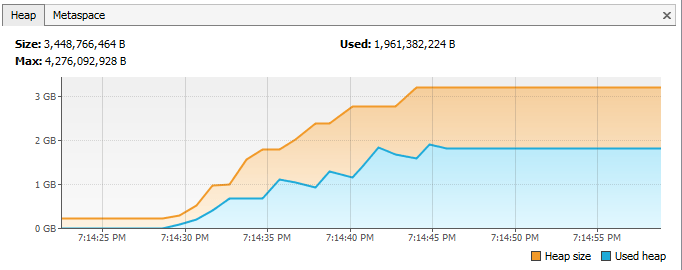 Heap Metaspace ×
Size: 3,448,766,464 B Used: 1,961,382,224 B
Max: 4,276,092,928 B
3 GB
2 GB
1 GB
0 GB
7:14:25 PM 7:14:30 PM 7:14:35 PM 7:14:40 PM 7:14:45 PM 7:14:50 PM 7:14:55 PM
Heap size Used heap